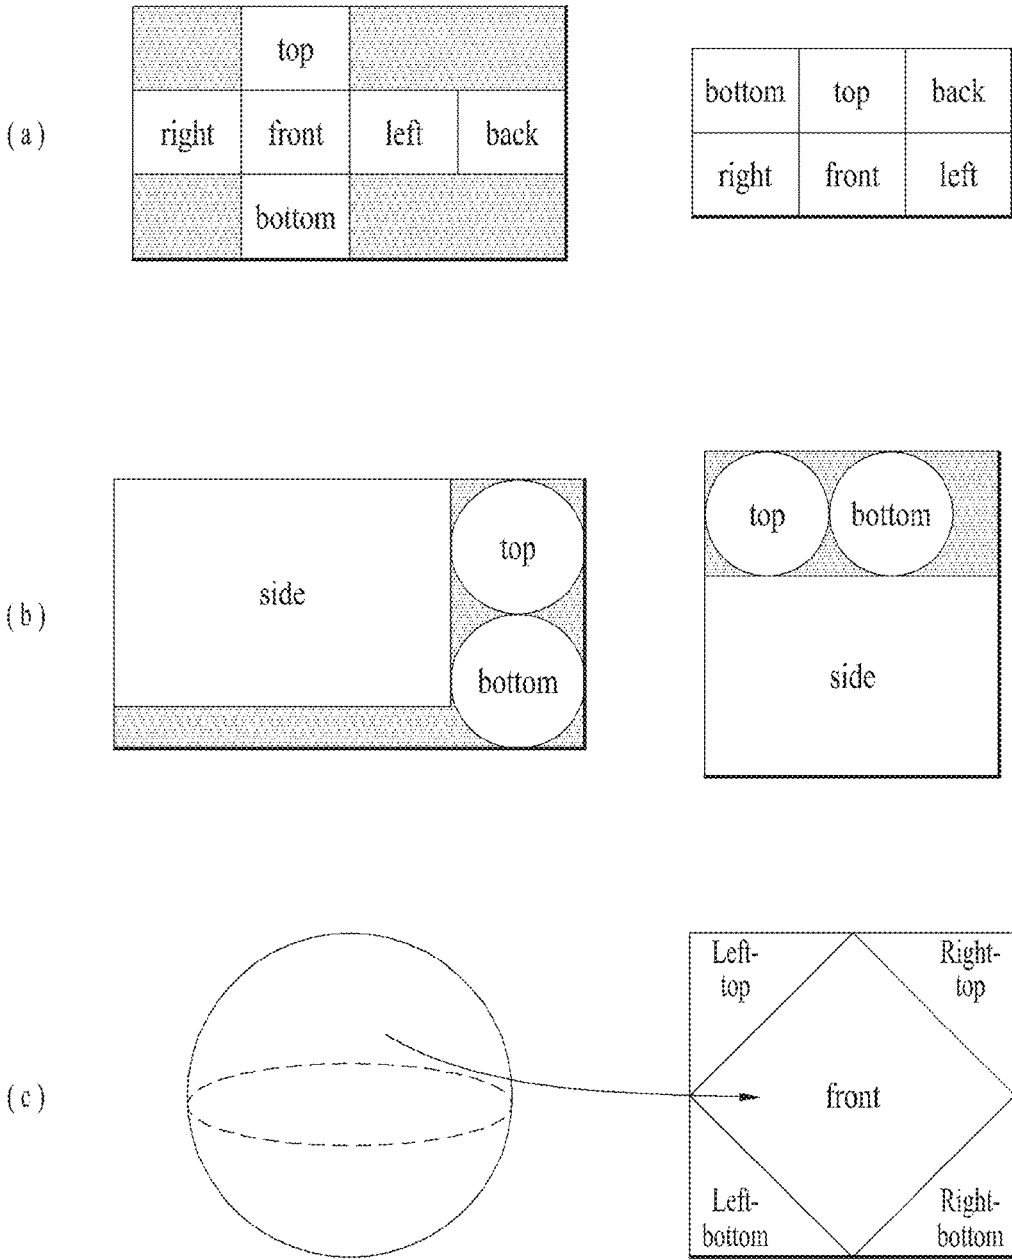 top
bottom top back
(a) right front left back
right front left
bottom
top bottom
top
side
(b)
bottom side
Left-
top
Right-
top
(c) front
Left-
bottom
Right-
bottom